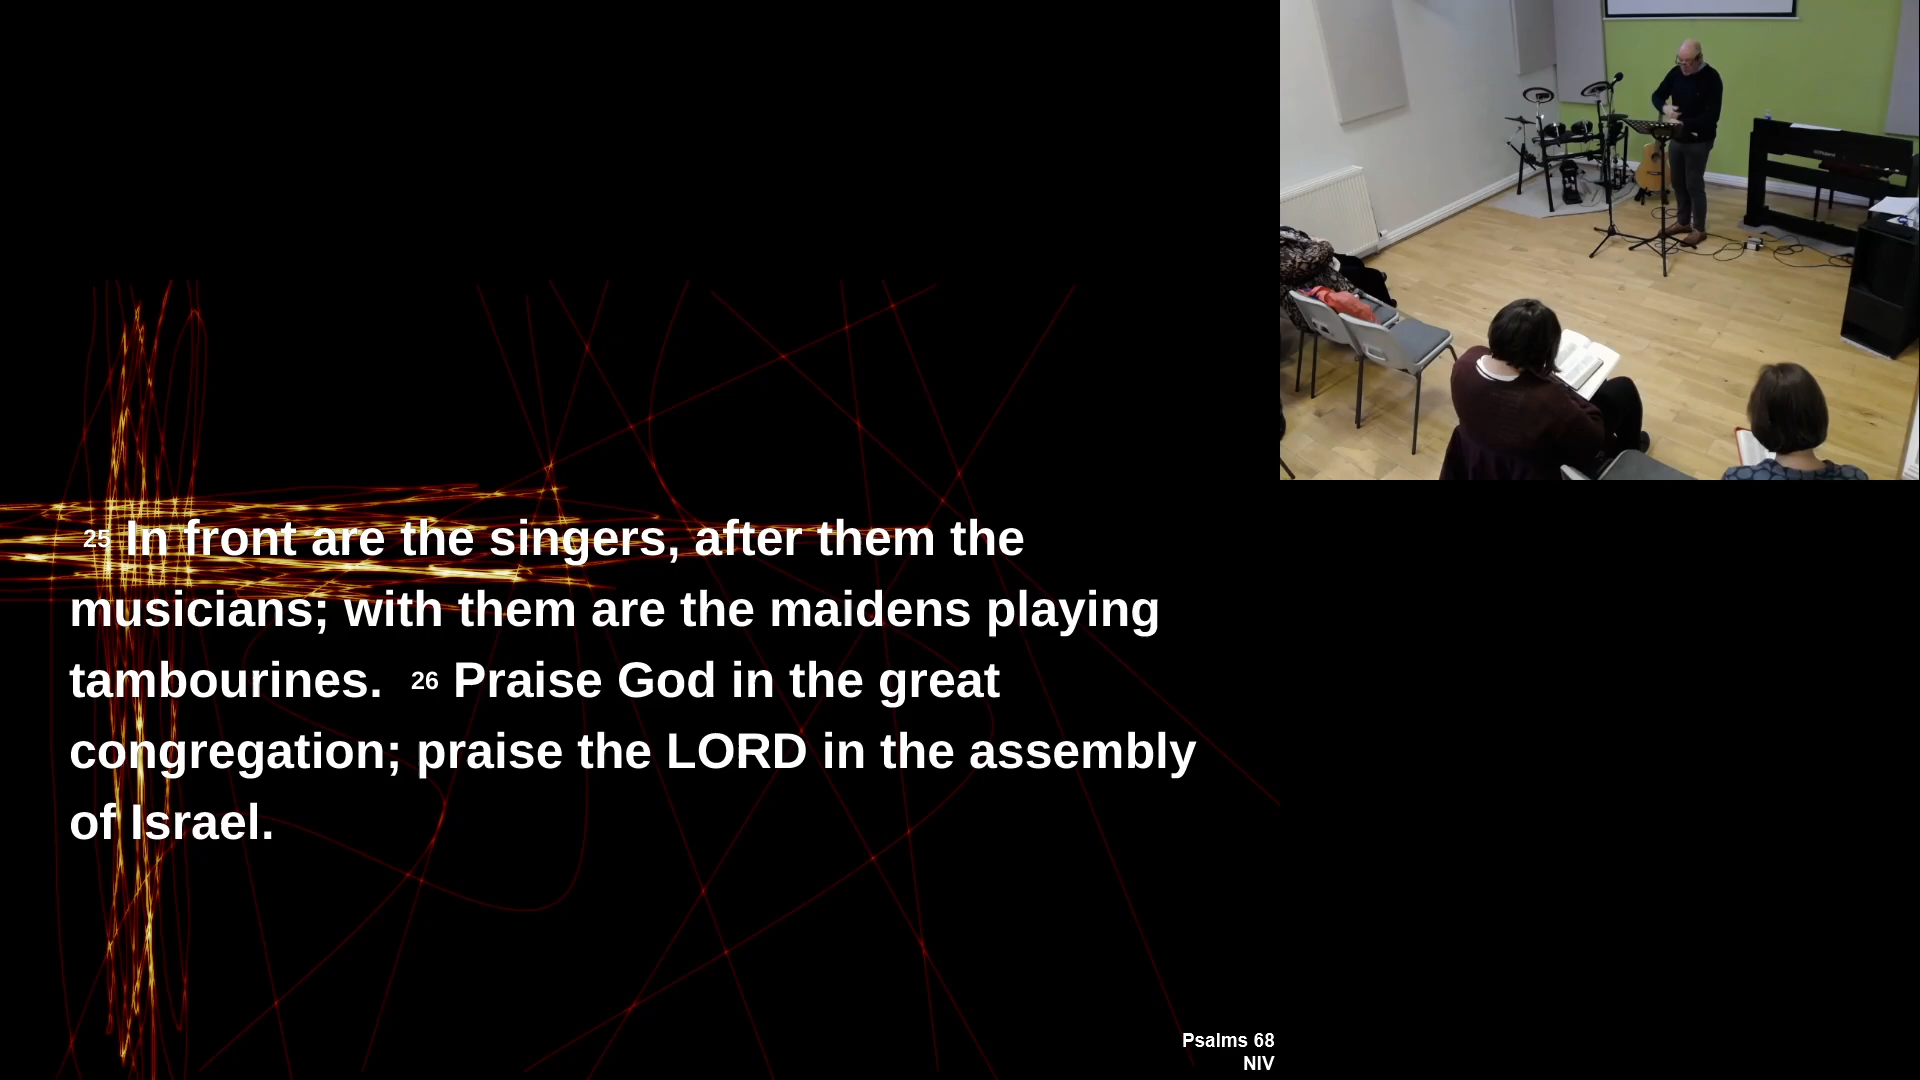 25 In front are the singers, after them the
musicians; with them are the maidens playing
tambourines. 26 Praise God in the great
congregation; praise the LORD in the assembly
of Israel.
Psalms 68
NIV